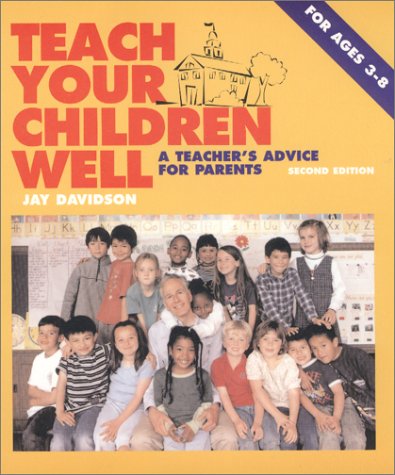 TEACH
YOUR
CHILDREN
WELL
A TEACHER'S ADVICE
FOR PARENTS
SECOND EDITION
JAY DAVIDSON
FOR AGES 3-8